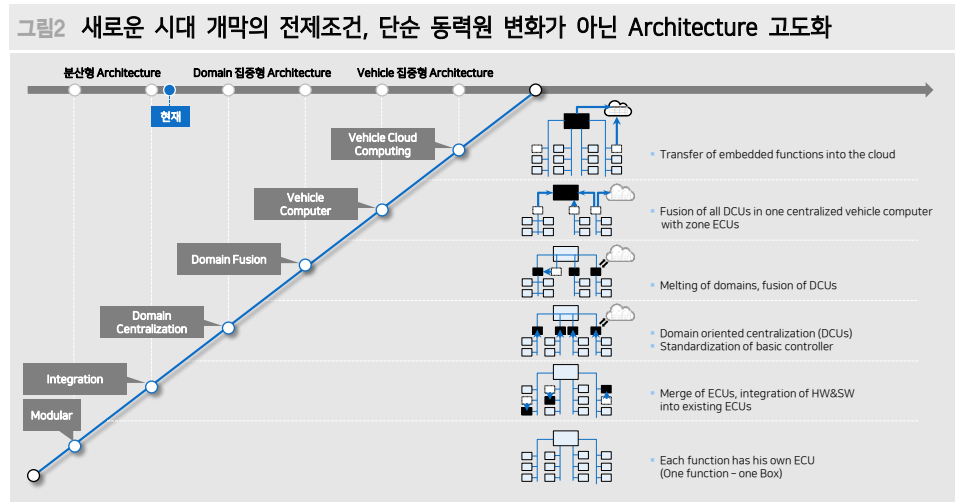 그림2 새로운 시대 개막의 전제조건, 단순 동력원 변화가 아닌 Architecture 고도화
분산형 Architecture
Domain 집중형 Architecture
Vehicle 집중형 Architecture
현재
Vehicle Cloud
Computing
Transfer of embedded functions into the cloud
Vehicle
Computer
Fusion of all DCUs in one centralized vehicle computer
with zone ECUs
Domain Fusion
Melting of domains, fusion of DCUs
Domain
Centralization
Domain oriented centralization (DCUs)
Standardization of basic controller
Integration
Merge of ECUs, integration of HW&SW
into existing ECUs
Modular
Each function has his own ECU
(One function – one Box)